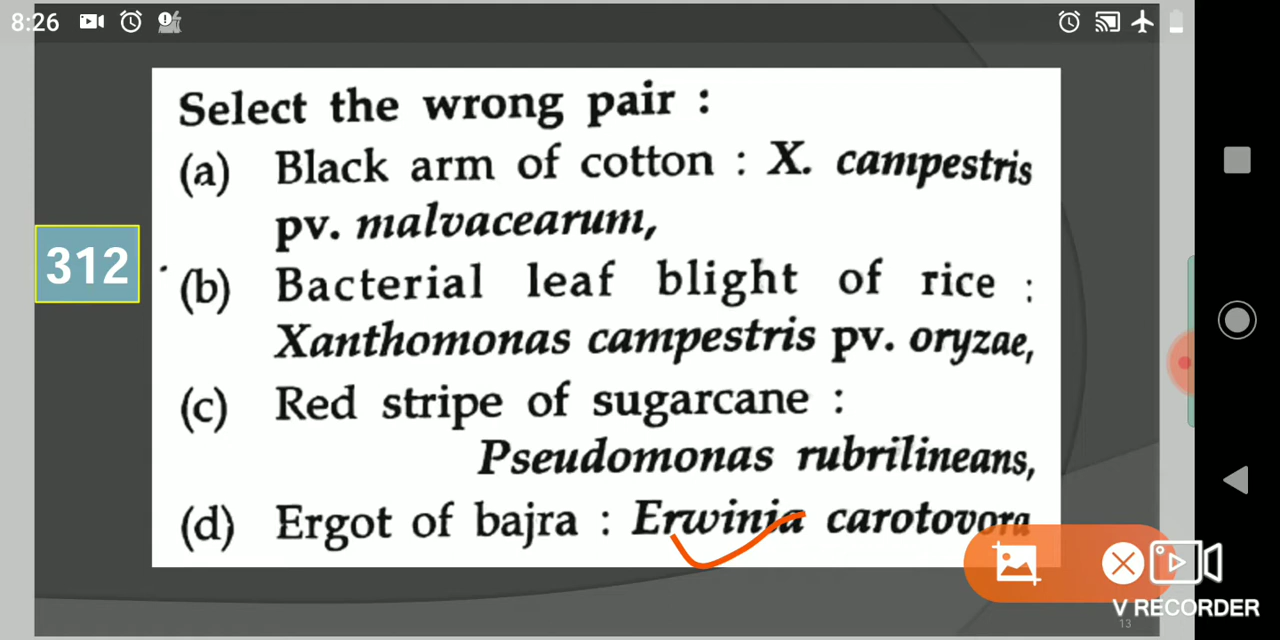 8:26
Select the wrong pair :
(a) Black arm of cotton : X. campestris
pv. malvacearum,
312
(b) Bacterial leaf blight of rice :
Xanthomonas campestris pv. oryzae,
(c) Red stripe of sugarcane :
Pseudomonas rubrilineans,
(d) Ergot of bajra : Erwinia carotovora
V RECORDER
13